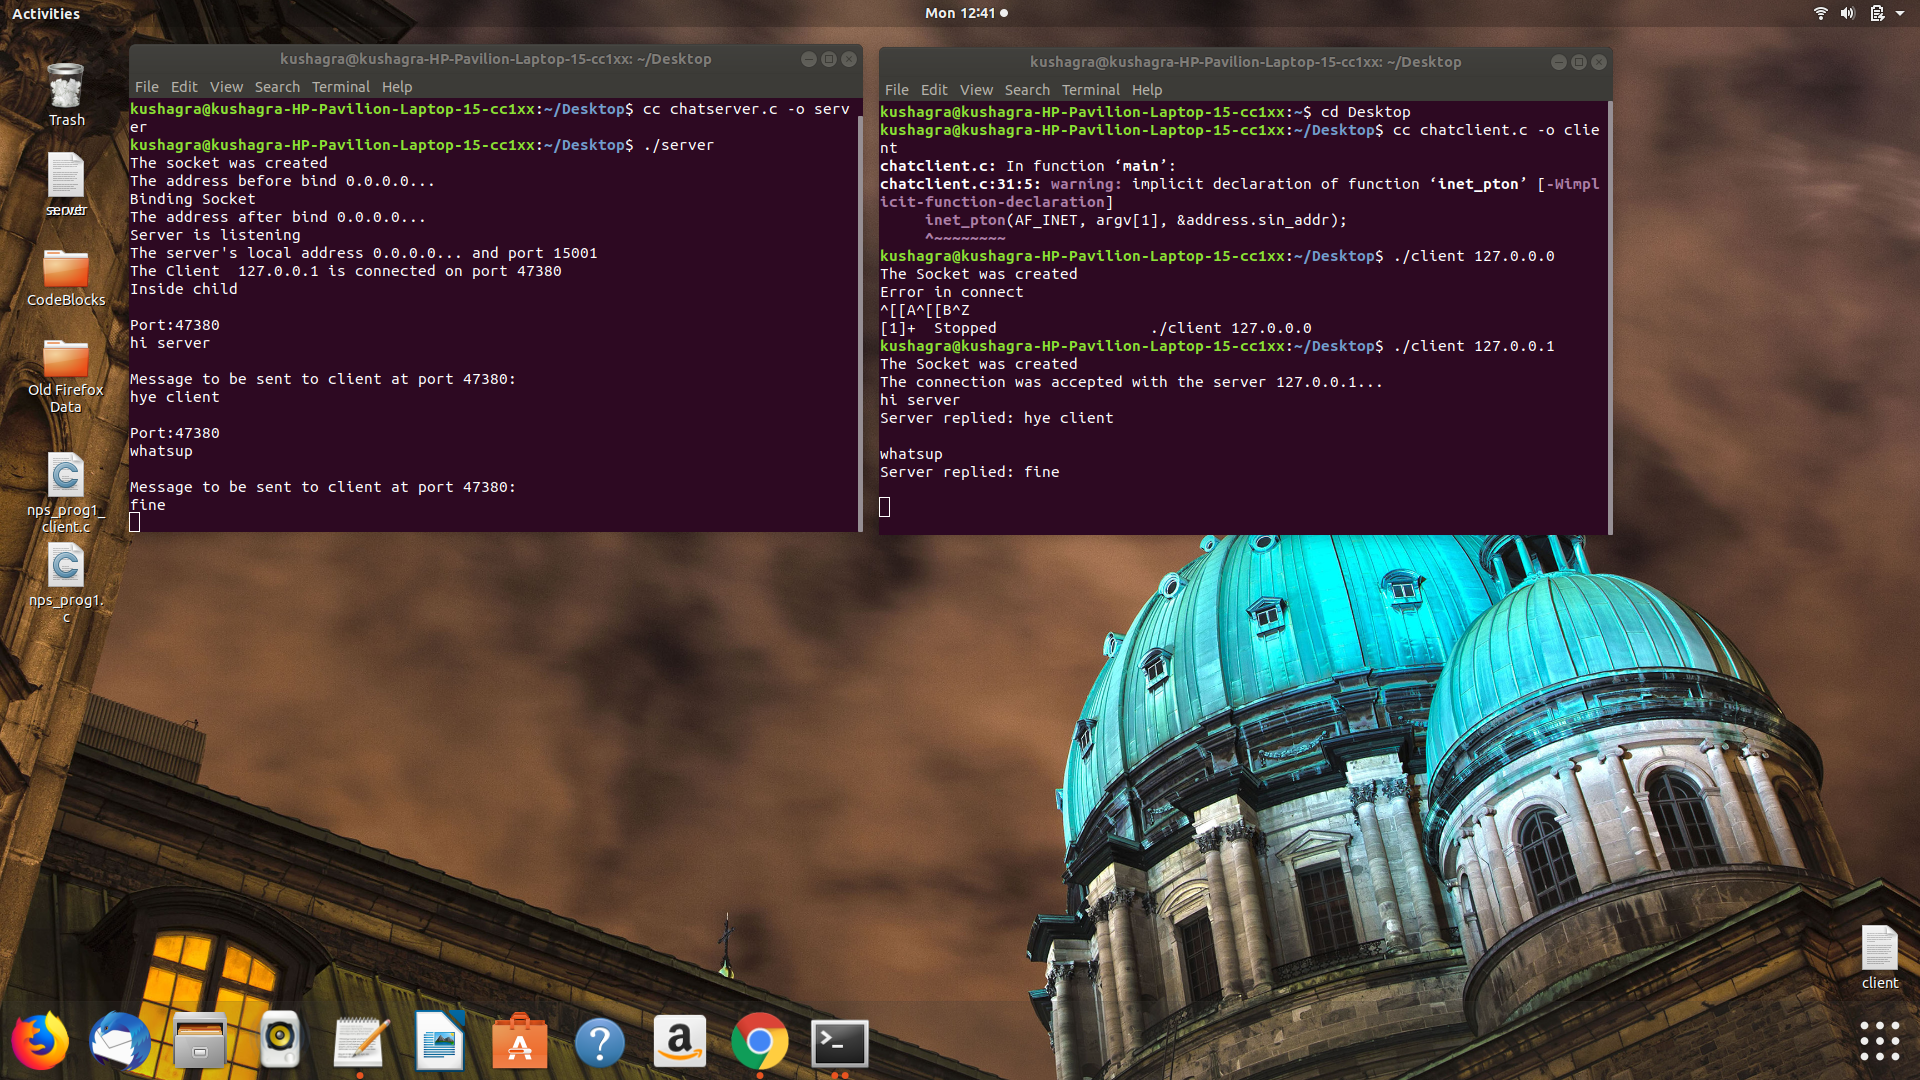 Activities
Mon 12:41
kushagra@kushagra-HP-Pavilion-Laptop-15-cc1xx: ~/Desktop
File Edit View Search Terminal Help
kushagra@kushagra-HP-Pavilion-Laptop-15-cc1xx:~/Desktop$ cc chatserver.c -o serv
er
kushagra@kushagra-HP-Pavilion-Laptop-15-cc1xx:~/Desktop$ ./server
The socket was created
The address before bind 0.0.0.0...
Binding Socket
The address after bind 0.0.0.0...
Server is listening
The server's local address 0.0.0.0... and port 15001
The Client  127.0.0.1 is connected on port 47380
Inside child
Port:47380
hi server
Message to be sent to client at port 47380:
hye client
Port:47380
whatsup
Message to be sent to client at port 47380:
fine
kushagra@kushagra-HP-Pavilion-Laptop-15-cc1xx: ~/Desktop
File Edit View Search Terminal Help
kushagra@kushagra-HP-Pavilion-Laptop-15-cc1xx:~$ cd Desktop
kushagra@kushagra-HP-Pavilion-Laptop-15-cc1xx:~/Desktop$ cc chatclient.c -o clie
nt
chatclient.c: In function ‘main’:
chatclient.c:31:5: warning: implicit declaration of function ‘inet_pton’ [-Wimpl
icit-function-declaration]
inet_pton(AF_INET, argv[1], &address.sin_addr);
^~~~~~~~~
kushagra@kushagra-HP-Pavilion-Laptop-15-cc1xx:~/Desktop$ ./client 127.0.0.0
The Socket was created
Error in connect
^[[A^[[B^Z
[1]+  Stopped                 ./client 127.0.0.0
kushagra@kushagra-HP-Pavilion-Laptop-15-cc1xx:~/Desktop$ ./client 127.0.0.1
The Socket was created
The connection was accepted with the server 127.0.0.1...
hi server
Server replied: hye client
whatsup
Server replied: fine
Trash
server
CodeBlocks
Old Firefox
Data
nps_prog1_
client.c
nps_prog1.
c
client